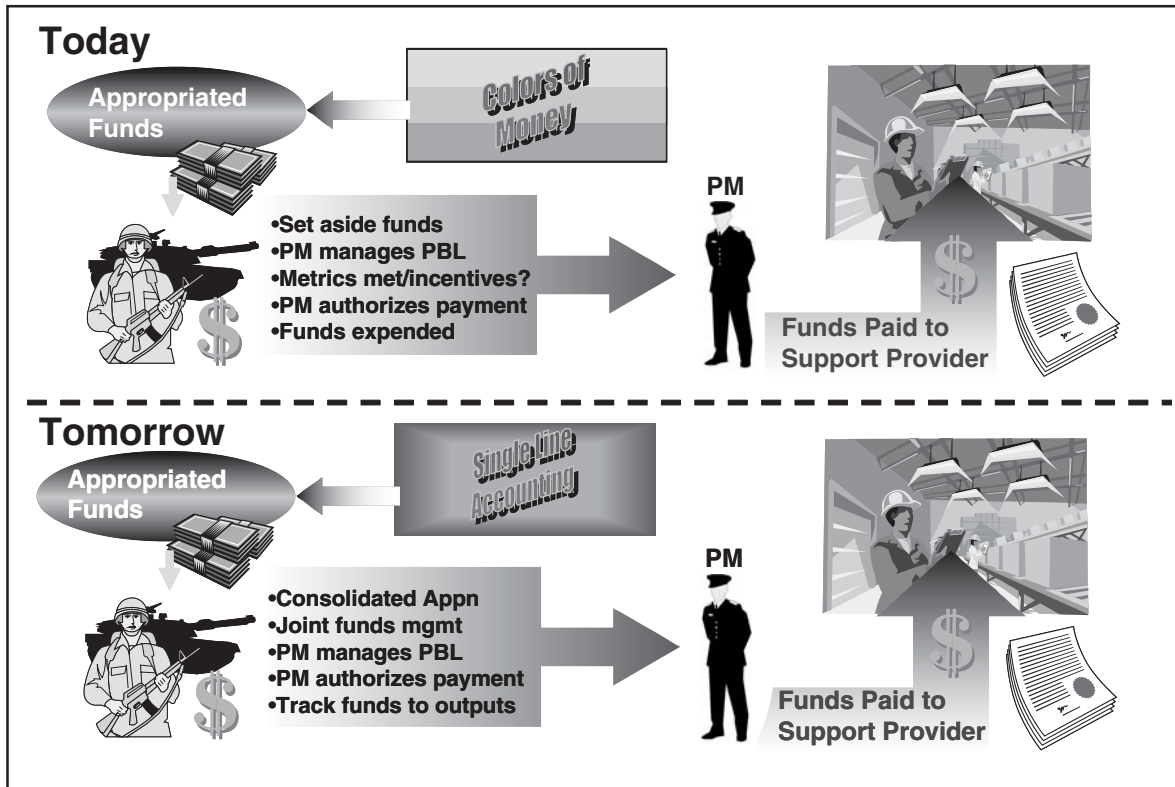 Today
Appropriated
Funds
Colors of
Money
•Set aside funds
•PM manages PBL
•Metrics met/incentives?
•PM authorizes payment
•Funds expended
PM
$
$
Funds Paid to
Support Provider
Tomorrow
Appropriated
Funds
Single Line
Accounting
•Consolidated Appn
•Joint funds mgmt
•PM manages PBL
•PM authorizes payment
•Track funds to outputs
PM
$
$
Funds Paid to
Support Provider